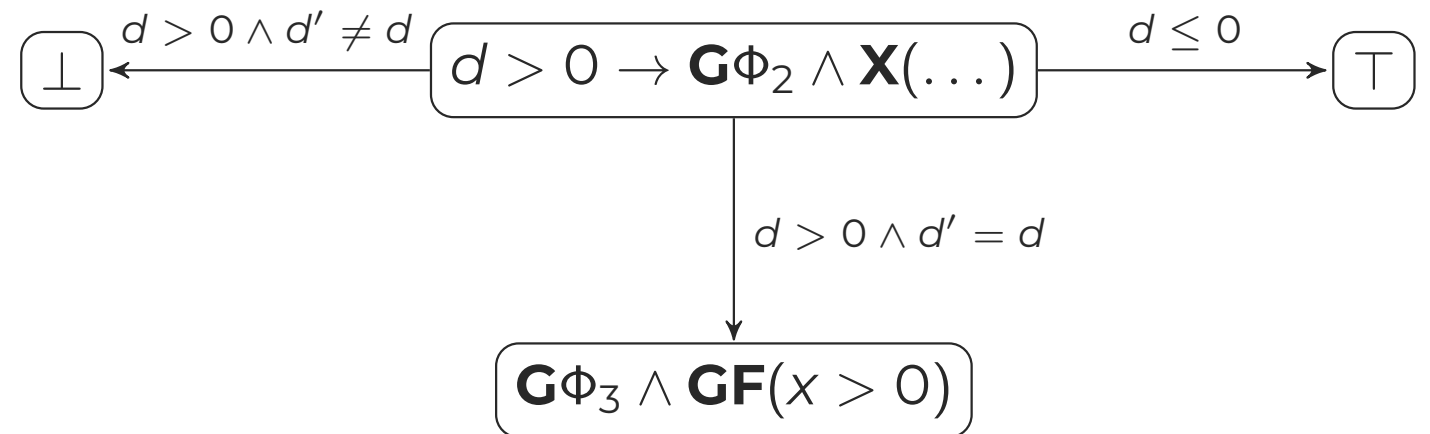 d > 0 ∧ d′ ≠ d
d ≤ 0
⊥
d > 0 → GΦ₂ ∧ X(...)
⊤
d > 0 ∧ d′ = d
GΦ₃ ∧ GF(x > 0)